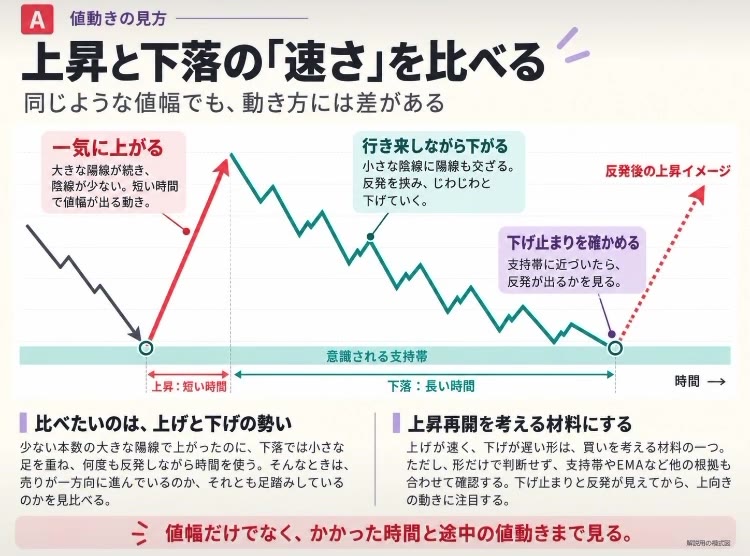 A 値動きの見方
上昇と下落の「速さ」を比べる
同じような値幅でも、動き方には差がある
一気に上がる
大きな陽線が続き、
陰線が少ない。短い時間
で値幅が出る動き。
行き来しながら下がる
小さな陰線に陽線も交ざる。
反発を挟み、じわじわと
下げていく。
反発後の上昇イメージ
下げ止まりを確かめる
支持帯に近づいたら、
反発が出るかを見る。
意識される支持帯
上昇:短い時間
下落:長い時間
時間 →
比べたいのは、上げと下げの勢い
少ない本数の大きな陽線で上がったのに、下落では小さな
足を重ね、何度も反発しながら時間を使う。そんなときは、
売りが一方向に進んでいるのか、それとも足踏みしている
のかを見比べる。
上昇再開を考える材料にする
上げが速く、下げが遅い形は、買いを考える材料の一つ。
ただし、形だけで判断せず、支持帯やEMAなど他の根拠も
合わせて確認する。下げ止まりと反発が見えてから、上向き
の動きに注目する。
値幅だけでなく、かかった時間と途中の値動きまで見る。
解説用の模式図